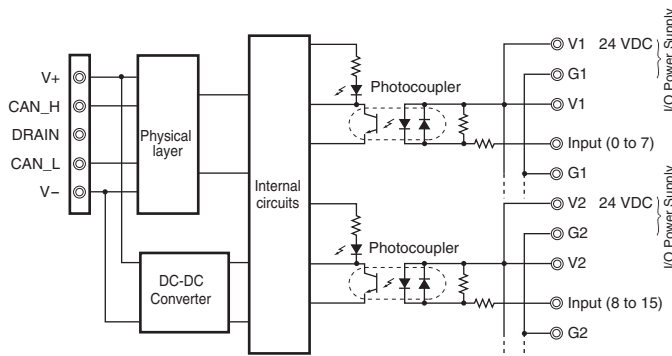 V+
CAN_H
DRAIN
CAN_L
V−
Physical
layer
DC-DC
Converter
Internal
circuits
Photocoupler
Photocoupler
V1 24 VDC
G1
V1
Input (0 to 7)
G1
I/O Power Supply
V2 24 VDC
G2
V2
Input (8 to 15)
G2
I/O Power Supply